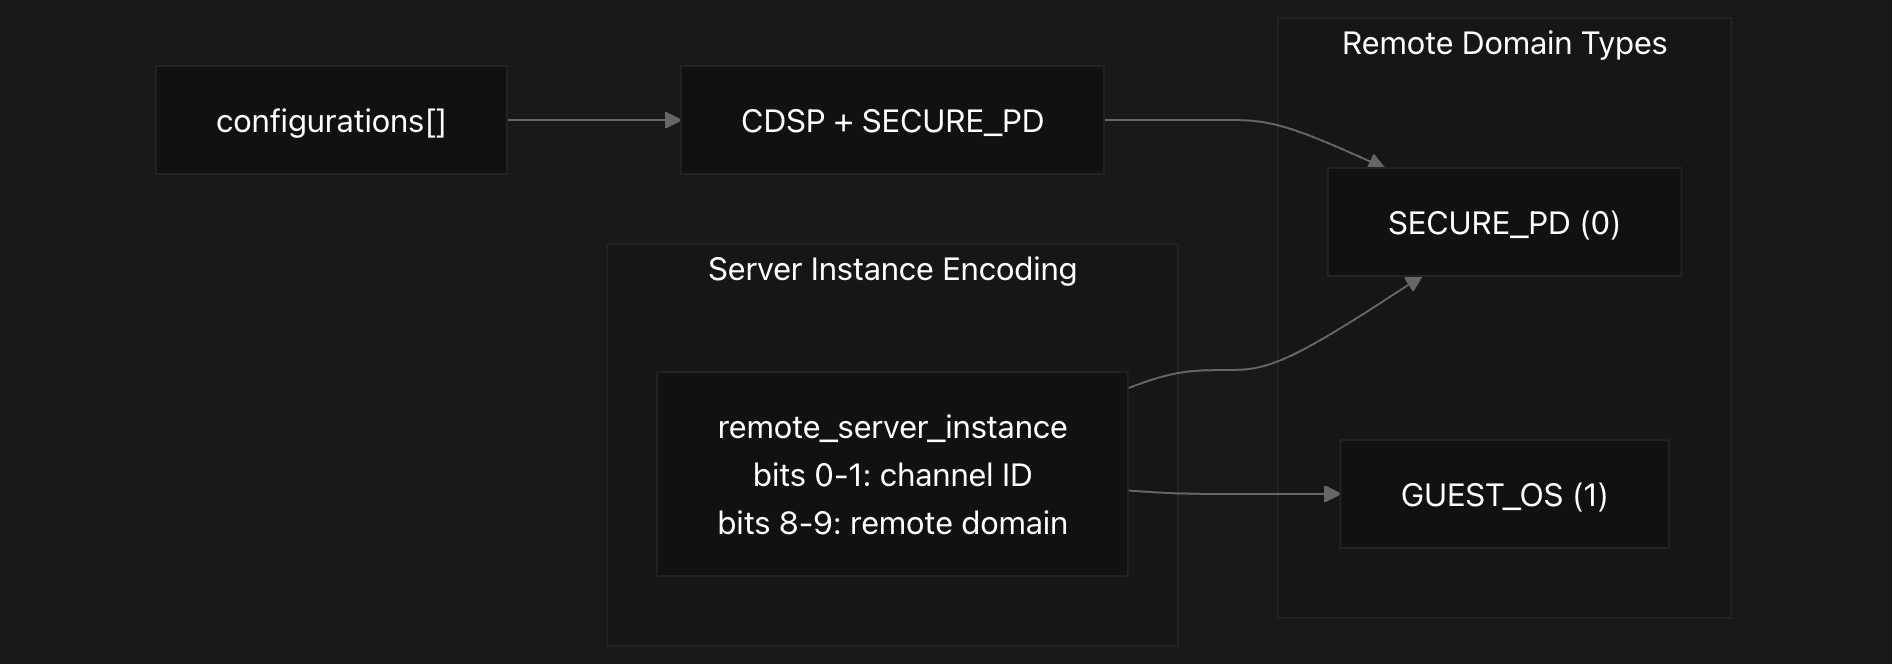 Remote Domain Types
configurations[]
CDSP + SECURE_PD
SECURE_PD (0)
Server Instance Encoding
remote_server_instance
bits 0-1: channel ID
bits 8-9: remote domain
GUEST_OS (1)